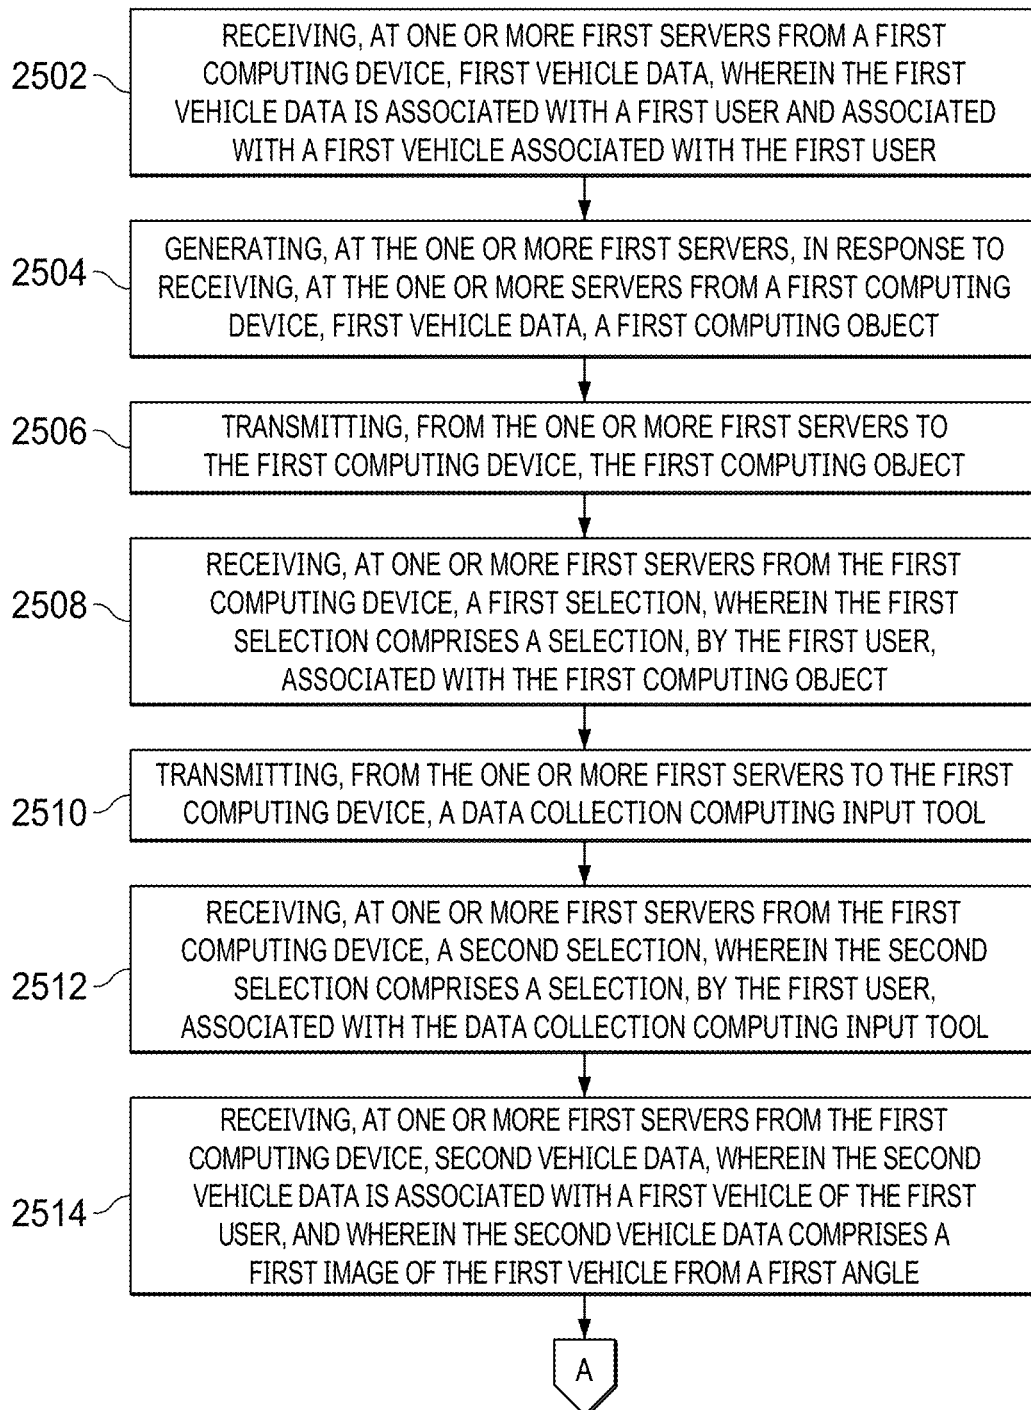 2502
RECEIVING, AT ONE OR MORE FIRST SERVERS FROM A FIRST
COMPUTING DEVICE, FIRST VEHICLE DATA, WHEREIN THE FIRST
VEHICLE DATA IS ASSOCIATED WITH A FIRST USER AND ASSOCIATED
WITH A FIRST VEHICLE ASSOCIATED WITH THE FIRST USER
2504
GENERATING, AT THE ONE OR MORE FIRST SERVERS, IN RESPONSE TO
RECEIVING, AT THE ONE OR MORE SERVERS FROM A FIRST COMPUTING
DEVICE, FIRST VEHICLE DATA, A FIRST COMPUTING OBJECT
2506
TRANSMITTING, FROM THE ONE OR MORE FIRST SERVERS TO
THE FIRST COMPUTING DEVICE, THE FIRST COMPUTING OBJECT
2508
RECEIVING, AT ONE OR MORE FIRST SERVERS FROM THE FIRST
COMPUTING DEVICE, A FIRST SELECTION, WHEREIN THE FIRST
SELECTION COMPRISES A SELECTION, BY THE FIRST USER,
ASSOCIATED WITH THE FIRST COMPUTING OBJECT
2510
TRANSMITTING, FROM THE ONE OR MORE FIRST SERVERS TO THE FIRST
COMPUTING DEVICE, A DATA COLLECTION COMPUTING INPUT TOOL
2512
RECEIVING, AT ONE OR MORE FIRST SERVERS FROM THE FIRST
COMPUTING DEVICE, A SECOND SELECTION, WHEREIN THE SECOND
SELECTION COMPRISES A SELECTION, BY THE FIRST USER,
ASSOCIATED WITH THE DATA COLLECTION COMPUTING INPUT TOOL
2514
RECEIVING, AT ONE OR MORE FIRST SERVERS FROM THE FIRST
COMPUTING DEVICE, SECOND VEHICLE DATA, WHEREIN THE SECOND
VEHICLE DATA IS ASSOCIATED WITH A FIRST VEHICLE OF THE FIRST
USER, AND WHEREIN THE SECOND VEHICLE DATA COMPRISES A
FIRST IMAGE OF THE FIRST VEHICLE FROM A FIRST ANGLE
A